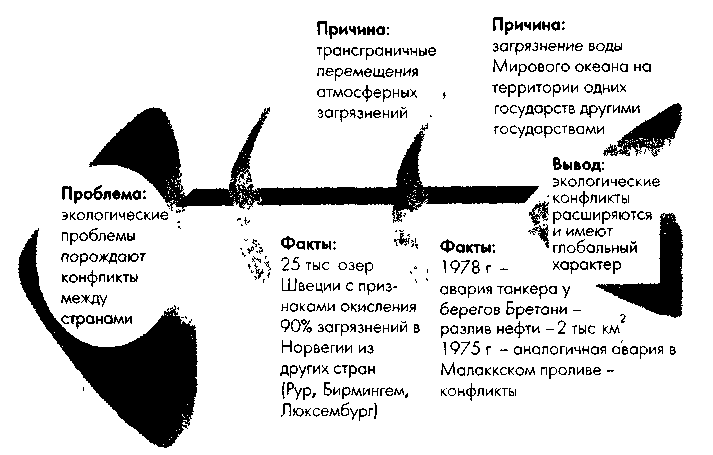 Причина:
трансграничные
перемещения
атмосферных
загрязнений
Причина:
загрязнение воды
Мирового океана на
территории одних
государств другими
государствами
Проблема:
экологические
проблемы
порождают
конфликты
между
странами
Факты:
25 тыс озер
Швеции с приз-
наками окисления
90% загрязнений в
Норвегии из
других стран
(Рур, Бирмингем,
Люксембург)
Факты:
1978 г –
авария танкера у
берегов Бретани –
разлив нефти – 2 тыс км²
1975 г – аналогичная авария в
Малаккском проливе –
конфликты
Вывод:
экологические
конфликты
расширяются
и имеют
глобальный
характер